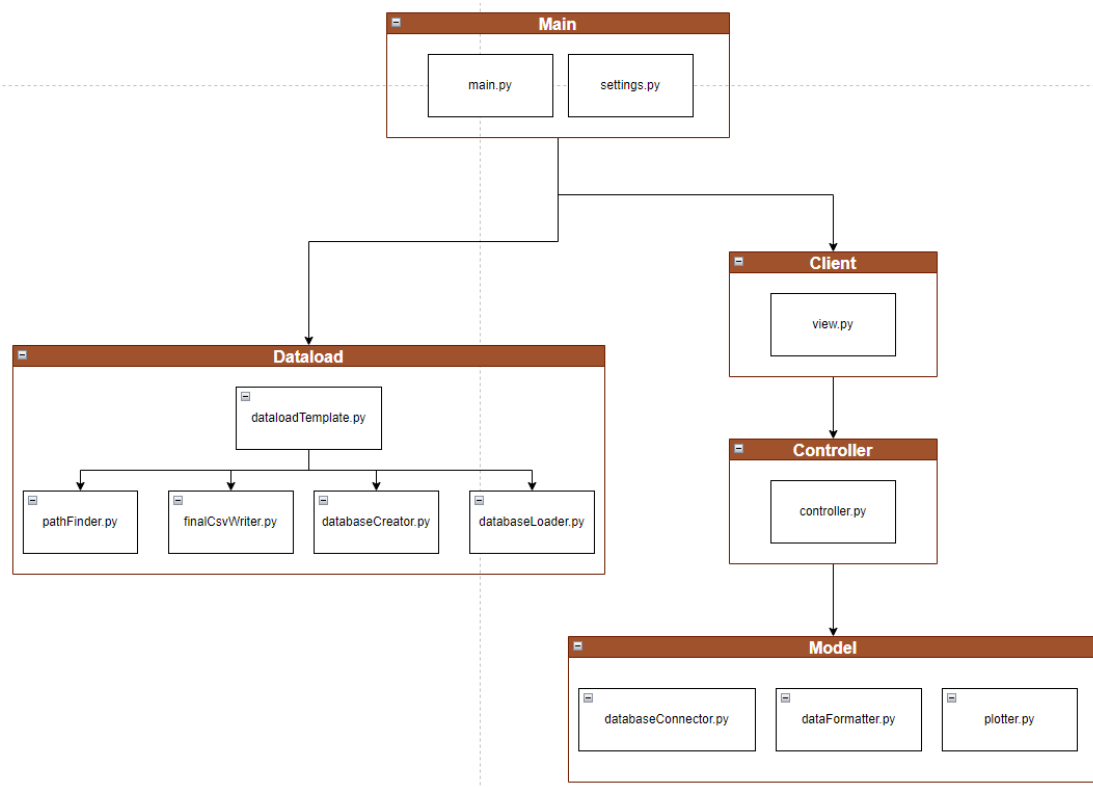 Main
main.py
settings.py
Client
view.py
Dataload
dataloadTemplate.py
pathFinder.py
finalCsvWriter.py
databaseCreator.py
databaseLoader.py
Controller
controller.py
Model
databaseConnector.py
dataFormatter.py
plotter.py